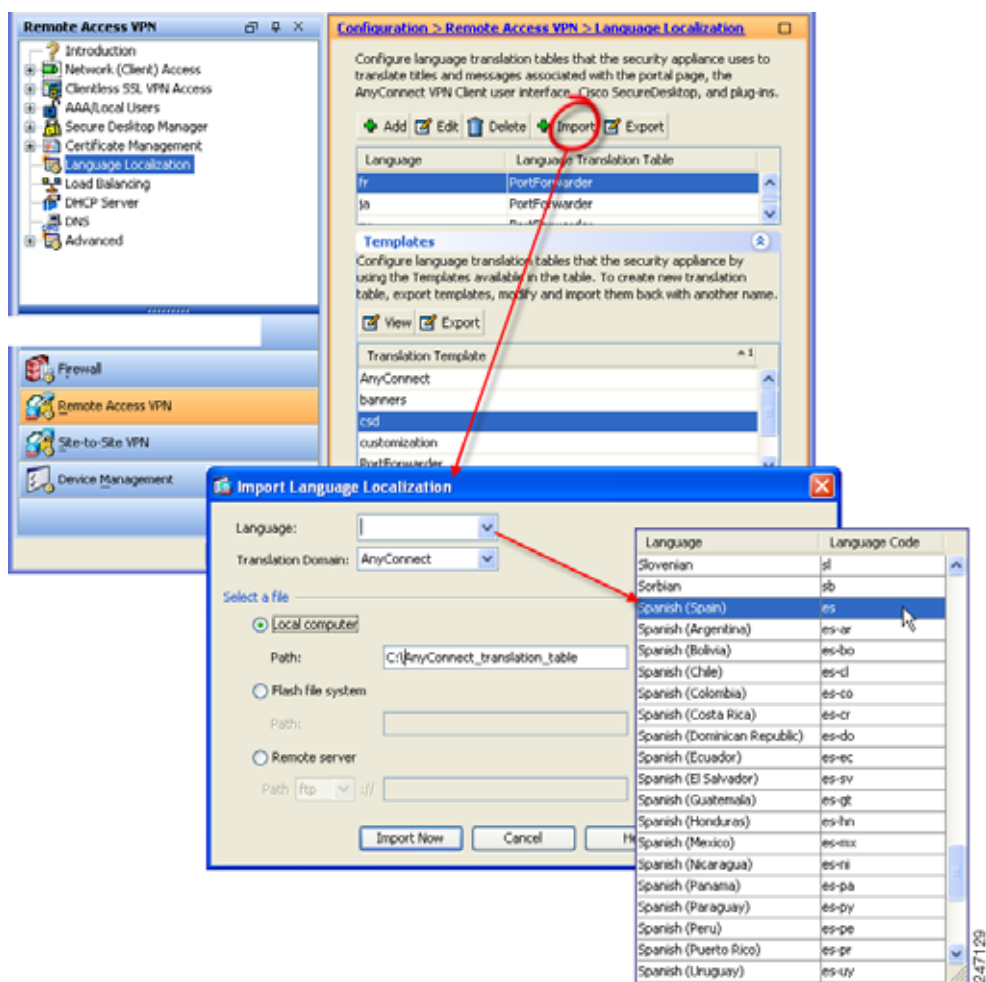 Remote Access VPN
Introduction
Network (Client) Access
Clientless SSL VPN Access
AAA/Local Users
Secure Desktop Manager
Certificate Management
Language Localization
Load Balancing
DHCP Server
DNS
Advanced
Firewall
Remote Access VPN
Site-to-Site VPN
Device Management
Configuration > Remote Access VPN > Language Localization
Configure language translation tables that the security appliance uses to
translate titles and messages associated with the portal page, the
AnyConnect VPN Client user interface, Cisco SecureDesktop, and plug-ins.
Add Edit Delete Import Export
Language Language Translation Table
fr PortForwarder
ja PortForwarder
Templates
Configure language translation tables that the security appliance by
using the Templates available in the table. To create new translation
table, export templates, modify and import them back with another name.
View Export
Translation Template 1
AnyConnect
banners
csd
customization
PortForwarder
Import Language Localization
Language:
Translation Domain: AnyConnect
Select a file
Local computer
Path: C:\AnyConnect_translation_table
Flash file system
Path:
Remote server
Path ftp ://
Import Now Cancel He
Language Language Code
Slovenian sl
Sorbian sb
Spanish (Spain) es
Spanish (Argentina) es-ar
Spanish (Bolivia) es-bo
Spanish (Chile) es-cl
Spanish (Colombia) es-co
Spanish (Costa Rica) es-cr
Spanish (Dominican Republic) es-do
Spanish (Ecuador) es-ec
Spanish (El Salvador) es-sv
Spanish (Guatemala) es-gt
Spanish (Honduras) es-hn
Spanish (Mexico) es-mx
Spanish (Nicaragua) es-ni
Spanish (Panama) es-pa
Spanish (Paraguay) es-py
Spanish (Peru) es-pe
Spanish (Puerto Rico) es-pr
Spanish (Uruguay) es-uy
247129